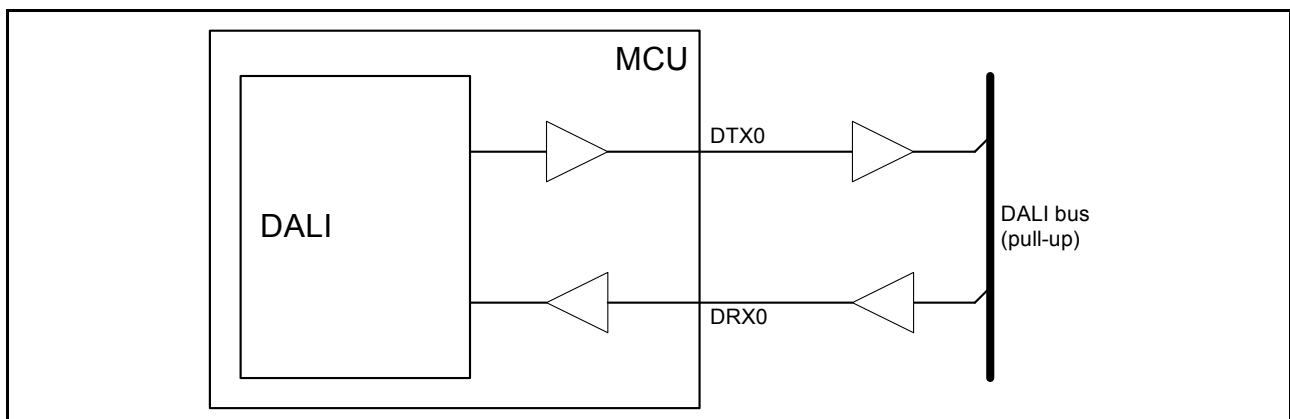 MCU
DTX0
DALI
DALI bus
(pull-up)
DRX0